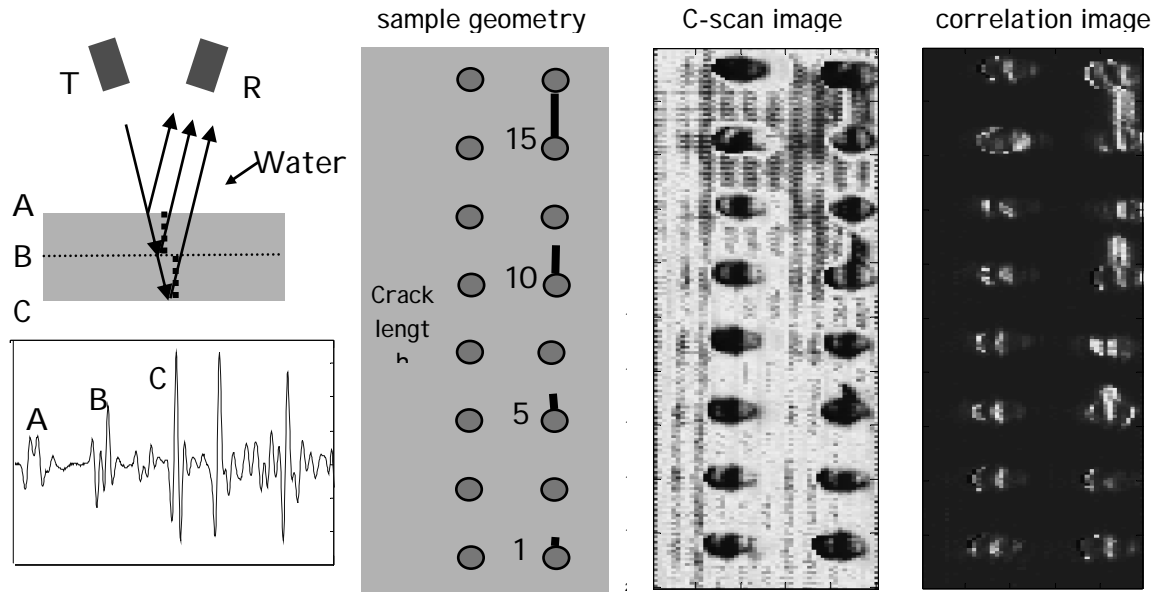 sample geometry
C-scan image
correlation image
T
R
Water
A
B
C
A
B
C
15
10
Crack
lengt
h
5
1